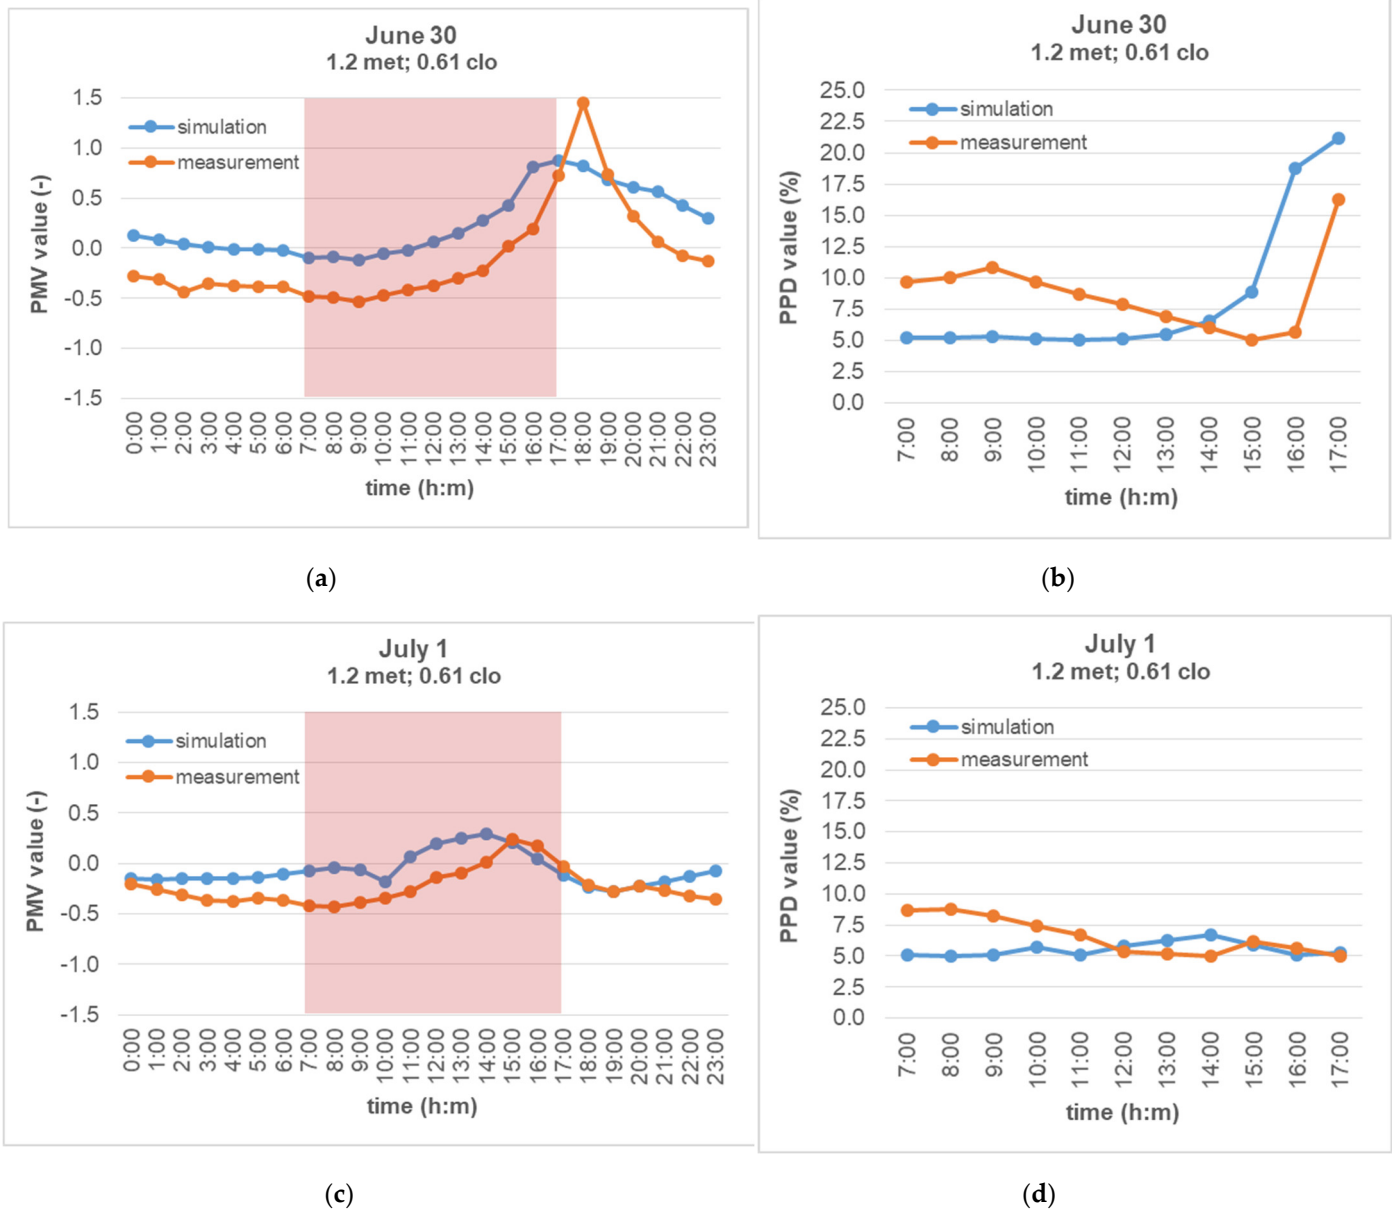 June 30
1.2 met; 0.61 clo
PMV value (-)
1.5
1.0
0.5
0.0
-0.5
-1.0
-1.5
simulation
measurement
0:00 1:00 2:00 3:00 4:00 5:00 6:00 7:00 8:00 9:00 10:00 11:00 12:00 13:00 14:00 15:00 16:00 17:00 18:00 19:00 20:00 21:00 22:00 23:00
time (h:m)
(a)
June 30
1.2 met; 0.61 clo
PPD value (%)
25.0
22.5
20.0
17.5
15.0
12.5
10.0
7.5
5.0
2.5
0.0
simulation
measurement
7:00 8:00 9:00 10:00 11:00 12:00 13:00 14:00 15:00 16:00 17:00
time (h:m)
(b)
July 1
1.2 met; 0.61 clo
PMV value (-)
1.5
1.0
0.5
0.0
-0.5
-1.0
-1.5
simulation
measurement
0:00 1:00 2:00 3:00 4:00 5:00 6:00 7:00 8:00 9:00 10:00 11:00 12:00 13:00 14:00 15:00 16:00 17:00 18:00 19:00 20:00 21:00 22:00 23:00
time (h:m)
(c)
July 1
1.2 met; 0.61 clo
PPD value (%)
25.0
22.5
20.0
17.5
15.0
12.5
10.0
7.5
5.0
2.5
0.0
simulation
measurement
7:00 8:00 9:00 10:00 11:00 12:00 13:00 14:00 15:00 16:00 17:00
time (h:m)
(d)